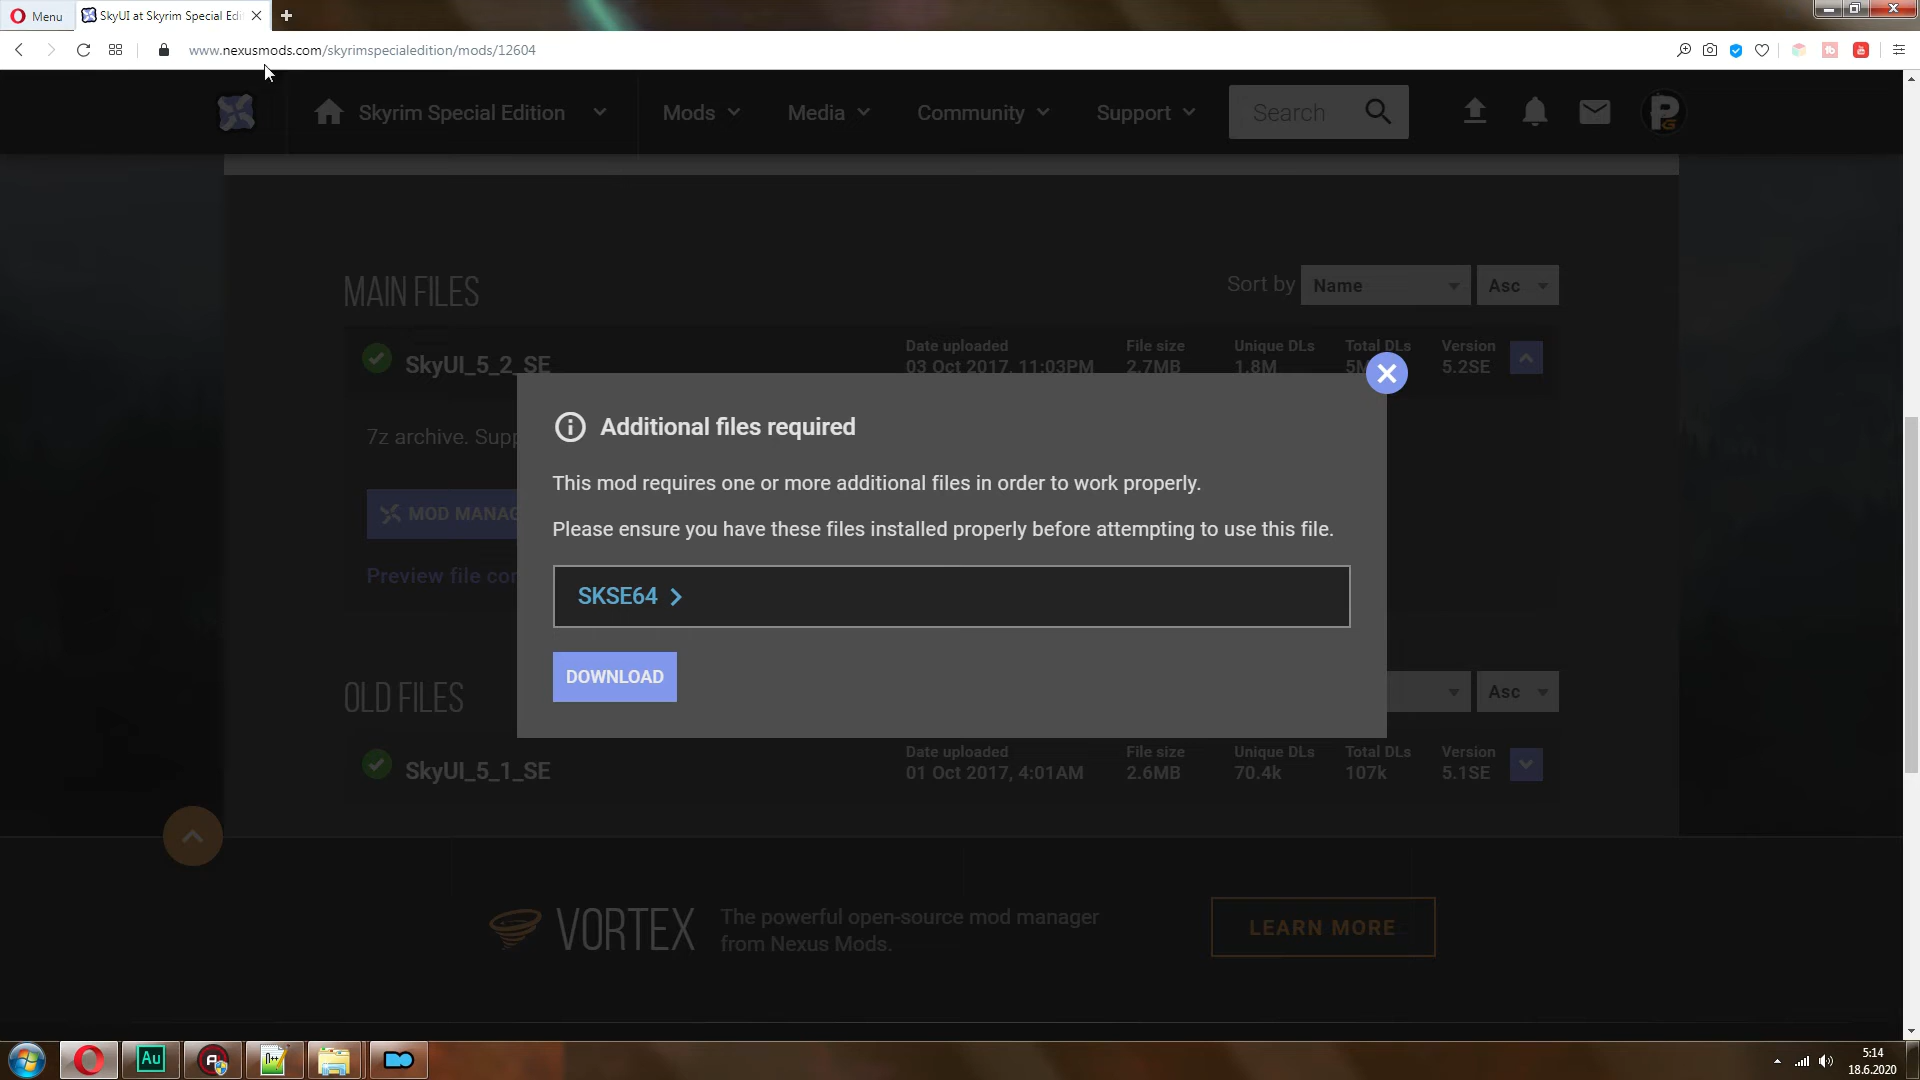 Menu
SkyUI at Skyrim Special Edi
www.nexusmods.com/skyrimspecialedition/mods/12604
Skyrim Special Edition
Mods
Media
Community
Support
Search
MAIN FILES
Sort by
Name
Asc
SkyUI_5_2_SE
Date uploaded
03 Oct 2017, 11:03PM
File size
2.7MB
Unique DLs
1.8M
Total DLs
5M
Version
5.2SE
7z archive. Supp
MOD MANAG
Preview file con
Additional files required
This mod requires one or more additional files in order to work properly.
Please ensure you have these files installed properly before attempting to use this file.
SKSE64
DOWNLOAD
OLD FILES
Asc
SkyUI_5_1_SE
Date uploaded
01 Oct 2017, 4:01AM
File size
2.6MB
Unique DLs
70.4k
Total DLs
107k
Version
5.1SE
VORTEX
The powerful open-source mod manager
from Nexus Mods.
LEARN MORE
Au
5:14
18.6.2020